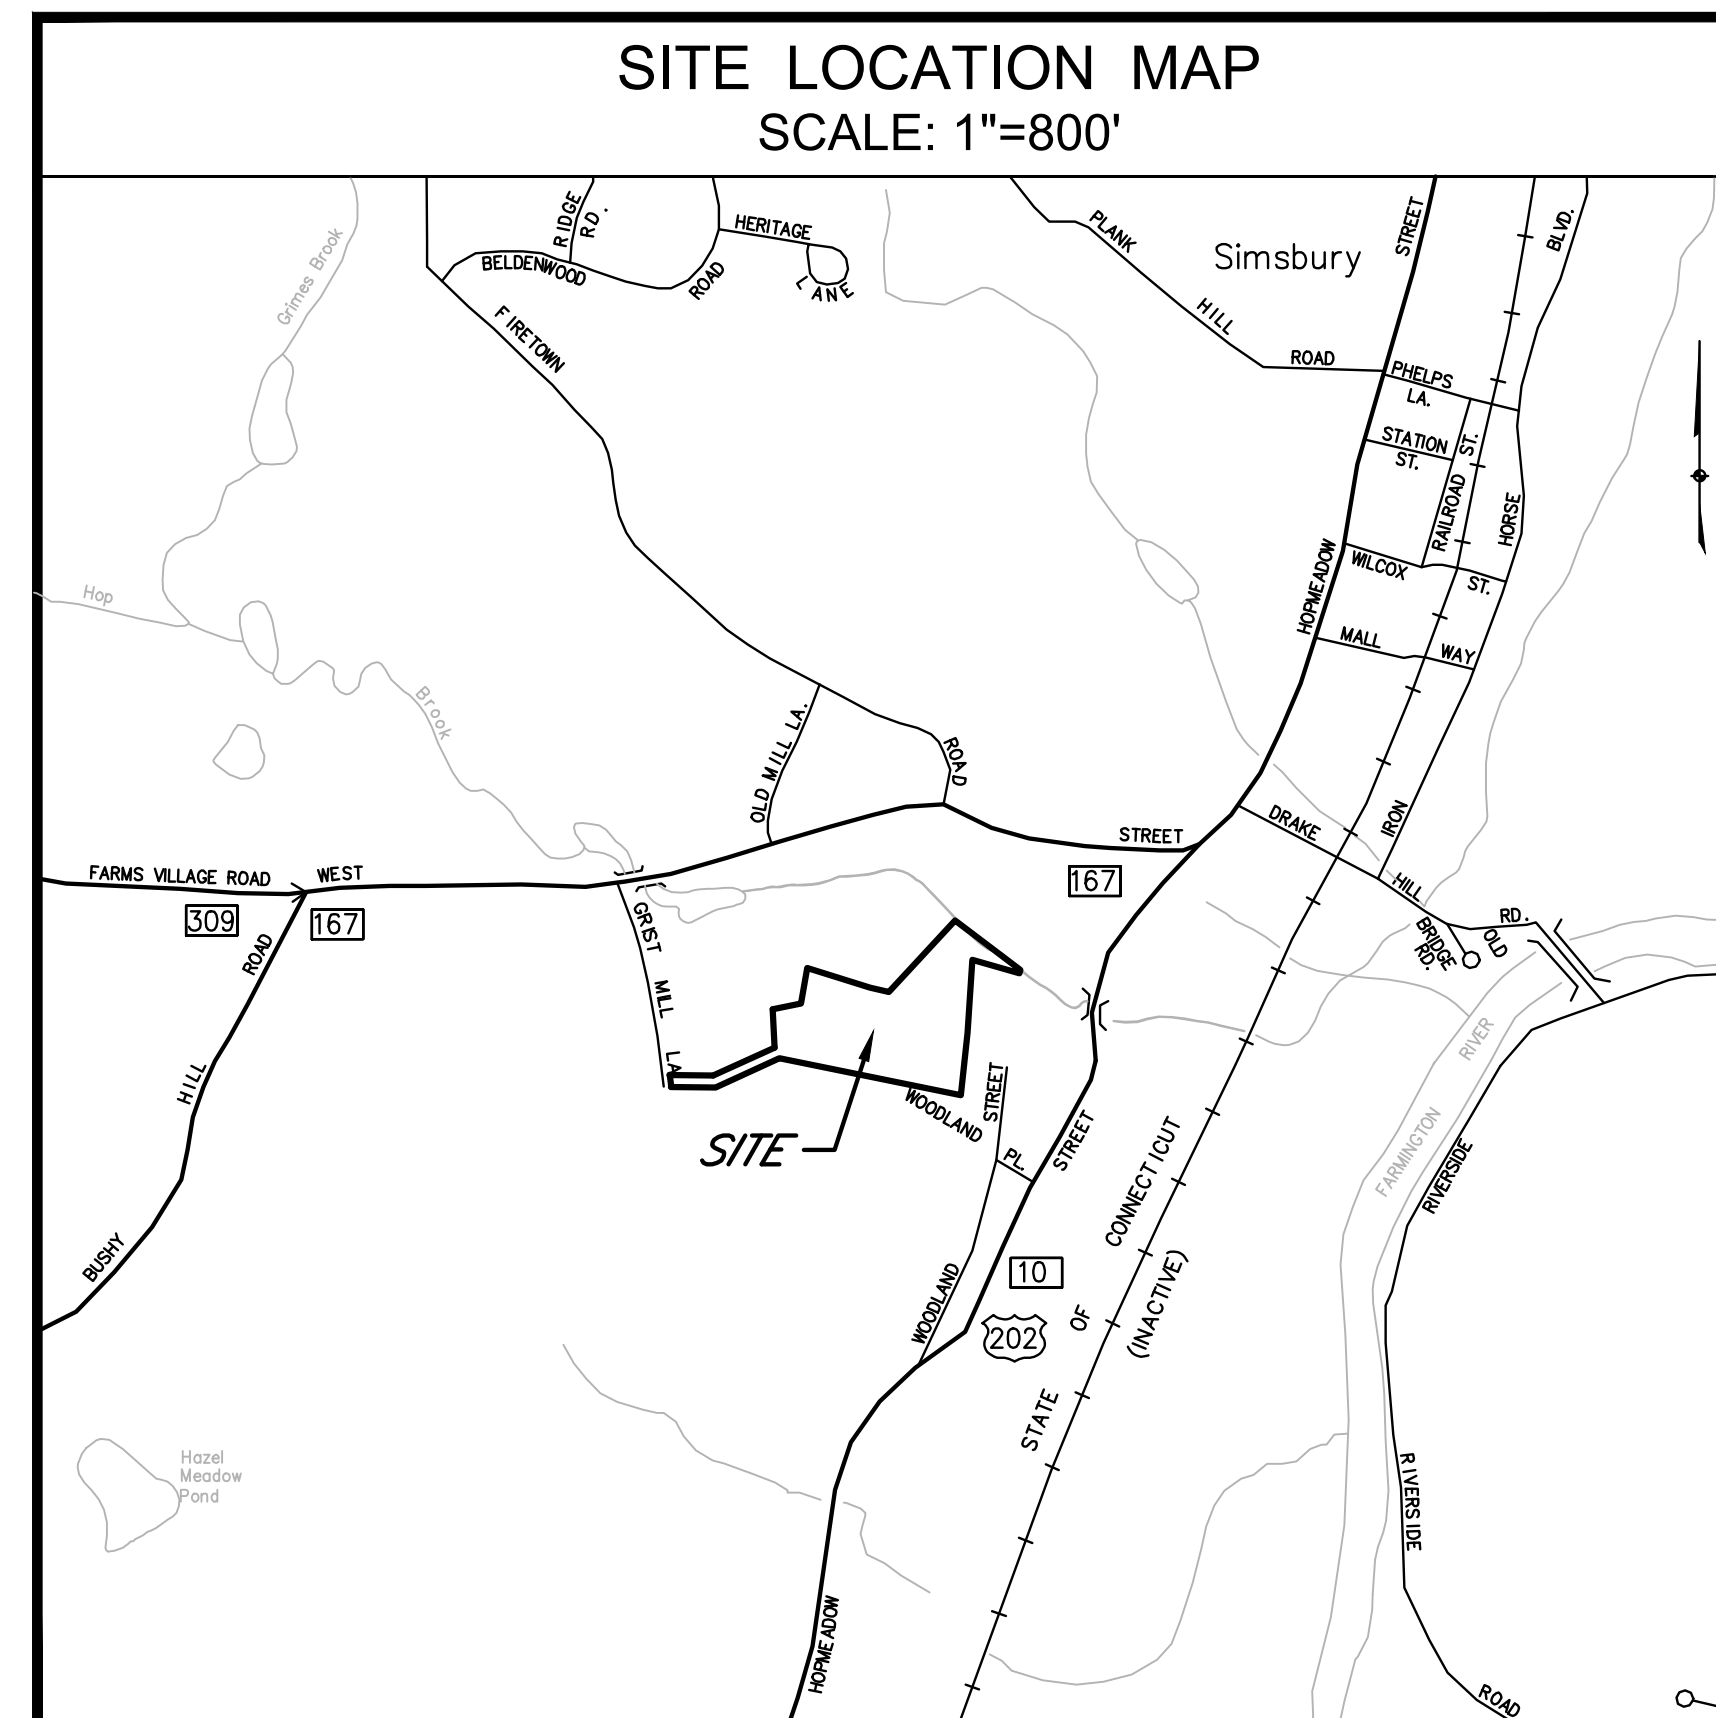 SITE LOCATION MAP
SCALE: 1"=800'
RIDGE
RD.
HERITAGE
LANE
BELDENWOOD
ROAD
PLANK
HILL
ROAD
Simsbury
STREET
BLVD.
Grimes Brook
FIRETOWN
PHELPS
LA.
STATION
ST.
ST.
RAILROAD
HORSE
HOPMEADOW
WILCOX
ST.
MALL
WAY
Hop
Brook
OLD MILL LA.
ROAD
IRON
DRAKE
HILL
RD.
STREET
167
FARMS VILLAGE ROAD
WEST
309
167
ROAD
GRIST
MILL
LA
BRIDGE
RD.
OLD
RIVER
FARMINGTON
HILL
BUSHY
SITE
WOODLAND
STREET
PL.
STREET
WOODLAND
CONNECTICUT
OF
STATE
(INACTIVE)
10
202
RIVERSIDE
RIVERSIDE
ROAD
Hazel
Meadow
Pond
HOPMEADOW